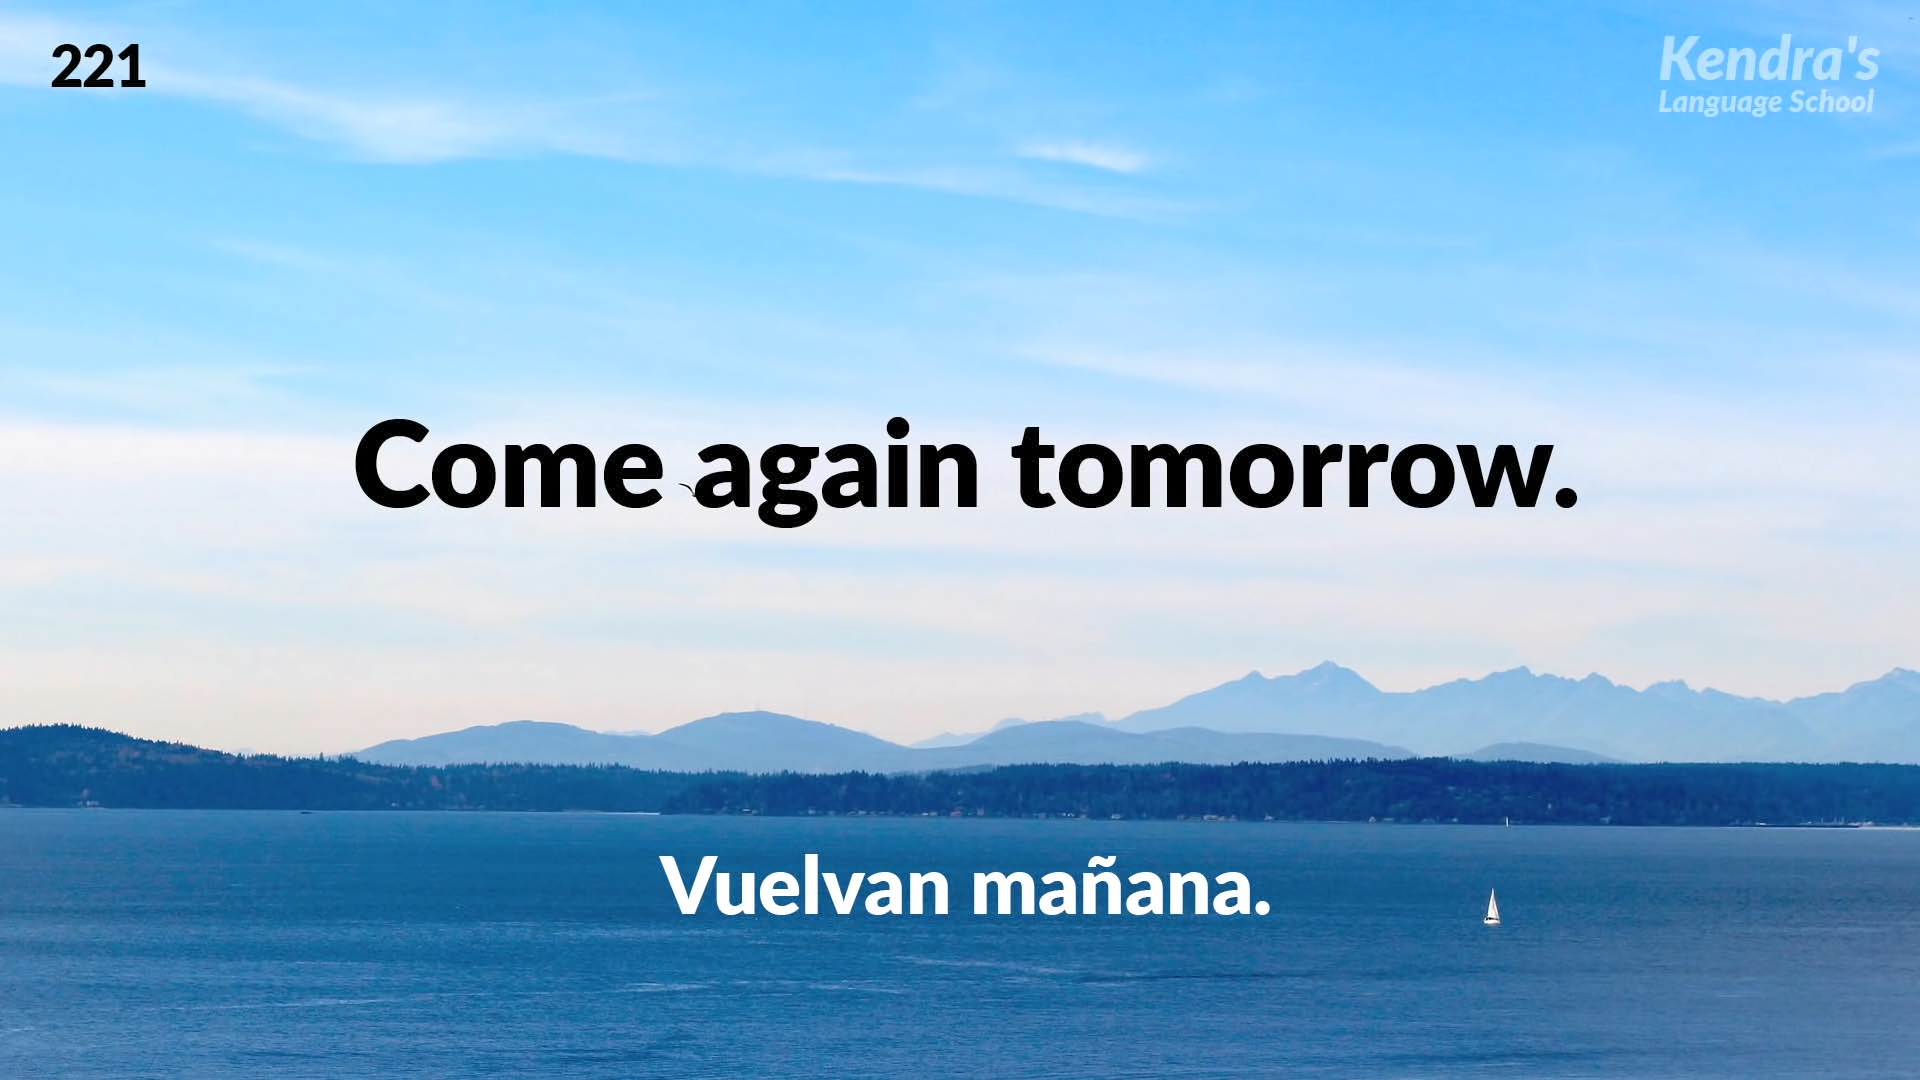 221
Kendra's
Language School
Come again tomorrow.
Vuelvan mañana.